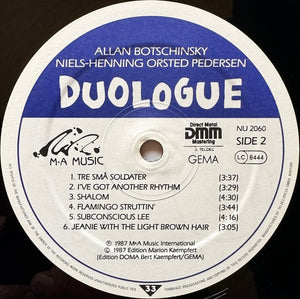 ALLAN BOTSCHINSKY
NIELS-HENNING ORSTED PEDERSEN
DUOLOGUE
M·A MUSIC
Direct Metal
DMM
Mastering
GEMA
NU 2060
SIDE 2
LC 8444
1. TRE SMÅ SOLDATER [3:37]
2. I'VE GOT ANOTHER RHYTHM [3:29]
3. SHALOM [4:38]
4. FLAMINGO STRUTTIN' [3:19]
5. SUBCONSCIOUS LEE [4:16]
6. JEANIE WITH THE LIGHT BROWN HAIR [3:05]
℗ 1987 M·A Music International
© 1987 Edition Marion Kaempfert
(Edition DOMA Bert Kaempfert/GEMA)
33